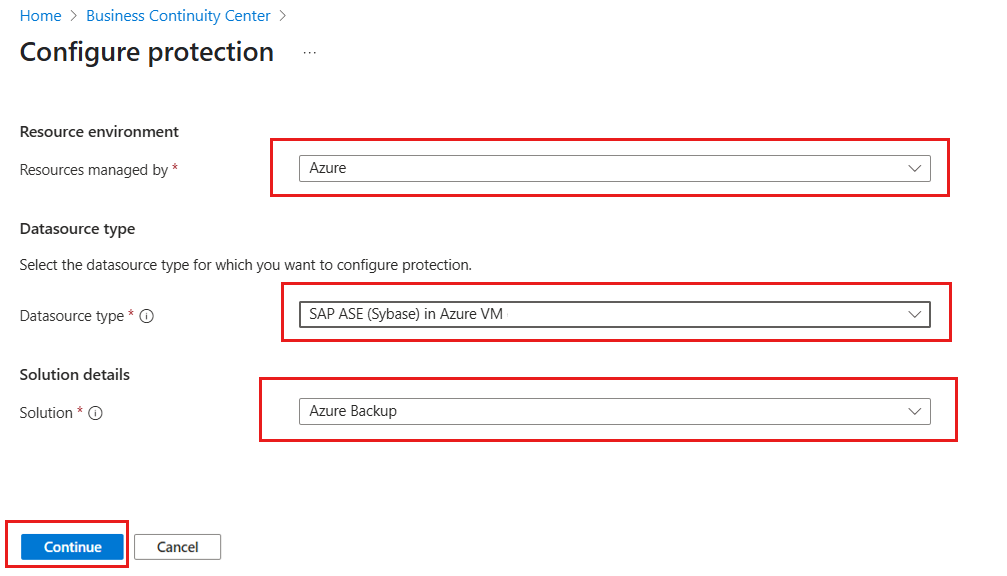 Home > Business Continuity Center >
Configure protection ...
Resource environment
Resources managed by * Azure
Datasource type
Select the datasource type for which you want to configure protection.
Datasource type * SAP ASE (Sybase) in Azure VM
Solution details
Solution * Azure Backup
Continue Cancel